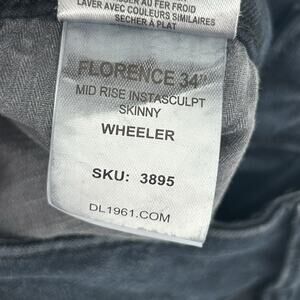 LAVER AVEC COULEURS SIMILAIRES
SECHER À PLAT
FLORENCE 34"
MID RISE INSTASCULPT
SKINNY
WHEELER
SKU: 3895
DL1961.COM